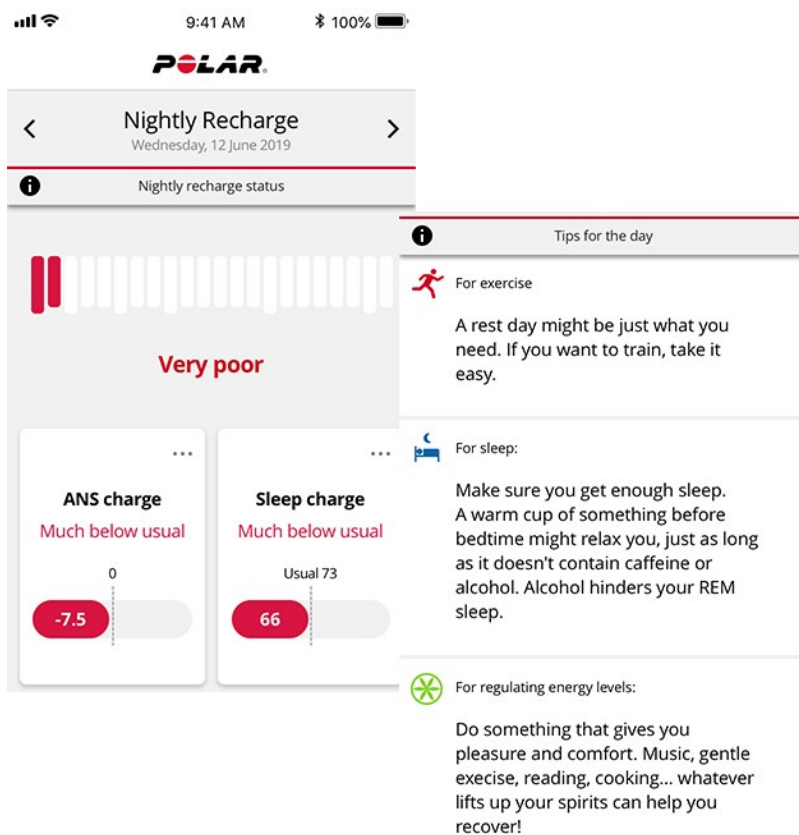 9:41 AM
100%
POLAR
Nightly Recharge
Wednesday, 12 June 2019
Nightly recharge status
Very poor
ANS charge
Much below usual
0
-7.5
Sleep charge
Much below usual
Usual 73
66
Tips for the day
For exercise
A rest day might be just what you
need. If you want to train, take it
easy.
For sleep:
Make sure you get enough sleep.
A warm cup of something before
bedtime might relax you, just as long
as it doesn't contain caffeine or
alcohol. Alcohol hinders your REM
sleep.
For regulating energy levels:
Do something that gives you
pleasure and comfort. Music, gentle
execise, reading, cooking... whatever
lifts up your spirits can help you
recover!